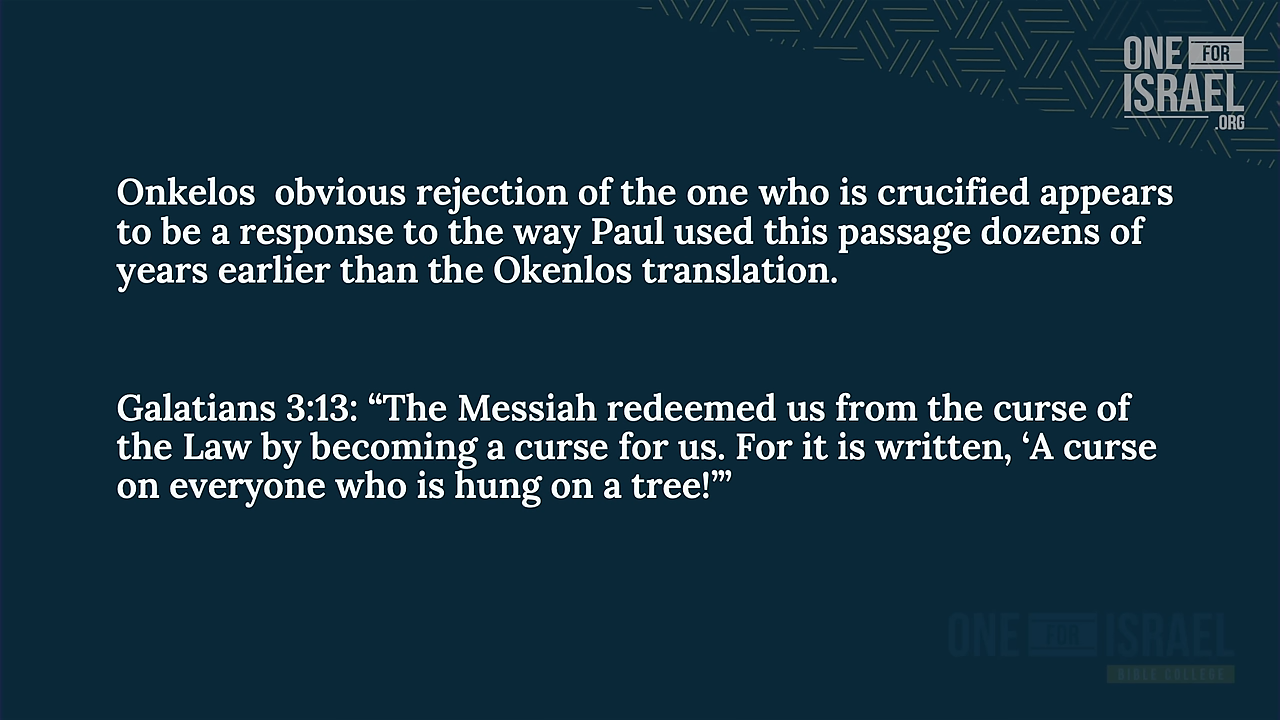 ONE FOR
ISRAEL
.ORG
Onkelos  obvious rejection of the one who is crucified appears
to be a response to the way Paul used this passage dozens of
years earlier than the Okenlos translation.
Galatians 3:13: “The Messiah redeemed us from the curse of
the Law by becoming a curse for us. For it is written, ‘A curse
on everyone who is hung on a tree!’”
ONE FOR ISRAEL
BIBLE COLLEGE